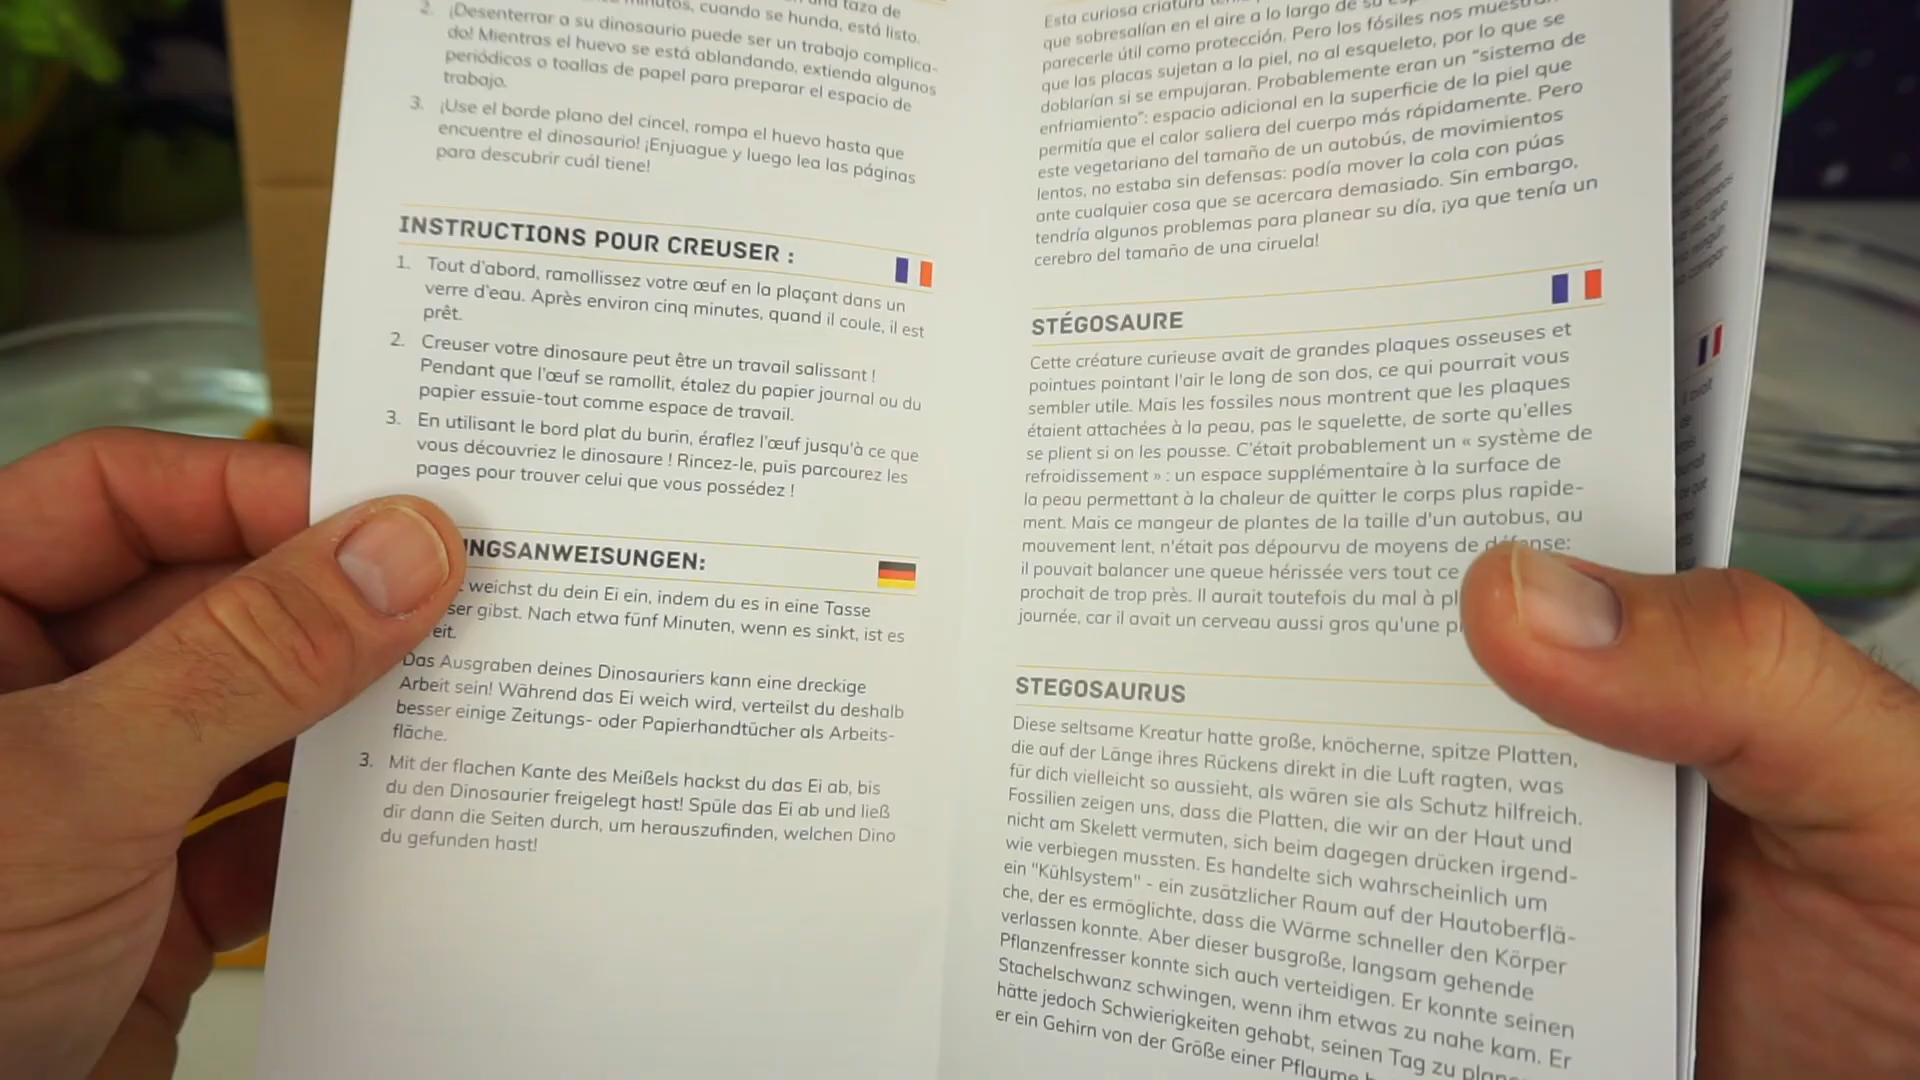 taza de
minutos, cuando se hunda, está listo.
2. ¡Desenterrar a su dinosaurio puede ser un trabajo complica-
do! Mientras el huevo se está ablandando, extienda algunos
periódicos o toallas de papel para preparar el espacio de
trabajo.
3. ¡Use el borde plano del cincel, rompa el huevo hasta que
encuentre el dinosaurio! ¡Enjuague y luego lea las páginas
para descubrir cuál tiene!
INSTRUCTIONS POUR CREUSER :
1. Tout d'abord, ramollissez votre œuf en la plaçant dans un
verre d'eau. Après environ cinq minutes, quand il coule, il est
prêt.
2. Creuser votre dinosaure peut être un travail salissant !
Pendant que l'œuf se ramollit, étalez du papier journal ou du
papier essuie-tout comme espace de travail.
3. En utilisant le bord plat du burin, éraflez l'œuf jusqu'à ce que
vous découvriez le dinosaure ! Rincez-le, puis parcourez les
pages pour trouver celui que vous possédez !
NGSANWEISUNGEN:
weichst du dein Ei ein, indem du es in eine Tasse
ser gibst. Nach etwa fünf Minuten, wenn es sinkt, ist es
eit.
Das Ausgraben deines Dinosauriers kann eine dreckige
Arbeit sein! Während das Ei weich wird, verteilst du deshalb
besser einige Zeitungs- oder Papierhandtücher als Arbeits-
fläche.
3. Mit der flachen Kante des Meißels hackst du das Ei ab, bis
du den Dinosaurier freigelegt hast! Spüle das Ei ab und ließ
dir dann die Seiten durch, um herauszufinden, welchen Dino
du gefunden hast!
Esta curiosa criatura
que sobresalían en el aire a lo largo de su
parecerle útil como protección. Pero los fósiles nos muestran
que las placas sujetan a la piel, no al esqueleto, por lo que se
doblarían si se empujaran. Probablemente eran un "sistema de
enfriamiento": espacio adicional en la superficie de la piel que
permitía que el calor saliera del cuerpo más rápidamente. Pero
este vegetariano del tamaño de un autobús, de movimientos
lentos, no estaba sin defensas: podía mover la cola con púas
ante cualquier cosa que se acercara demasiado. Sin embargo,
tendría algunos problemas para planear su día, ¡ya que tenía un
cerebro del tamaño de una ciruela!
STÉGOSAURE
Cette créature curieuse avait de grandes plaques osseuses et
pointues pointant l'air le long de son dos, ce qui pourrait vous
sembler utile. Mais les fossiles nous montrent que les plaques
étaient attachées à la peau, pas le squelette, de sorte qu'elles
se plient si on les pousse. C'était probablement un « système de
refroidissement » : un espace supplémentaire à la surface de
la peau permettant à la chaleur de quitter le corps plus rapide-
ment. Mais ce mangeur de plantes de la taille d'un autobus, au
mouvement lent, n'était pas dépourvu de moyens de défense:
il pouvait balancer une queue hérissée vers tout ce
prochait de trop près. Il aurait toutefois du mal à pl
journée, car il avait un cerveau aussi gros qu'une p
STEGOSAURUS
Diese seltsame Kreatur hatte große, knöcherne, spitze Platten,
die auf der Länge ihres Rückens direkt in die Luft ragten, was
für dich vielleicht so aussieht, als wären sie als Schutz hilfreich.
Fossilien zeigen uns, dass die Platten, die wir an der Haut und
nicht am Skelett vermuten, sich beim dagegen drücken irgend-
wie verbiegen mussten. Es handelte sich wahrscheinlich um
ein "Kühlsystem" - ein zusätzlicher Raum auf der Hautoberflä-
che, der es ermöglichte, dass die Wärme schneller den Körper
verlassen konnte. Aber dieser busgroße, langsam gehende
Pflanzenfresser konnte sich auch verteidigen. Er konnte seinen
Stachelschwanz schwingen, wenn ihm etwas zu nahe kam. Er
hätte jedoch Schwierigkeiten gehabt, seinen Tag zu plan
er ein Gehirn von der Größe einer Pflaume